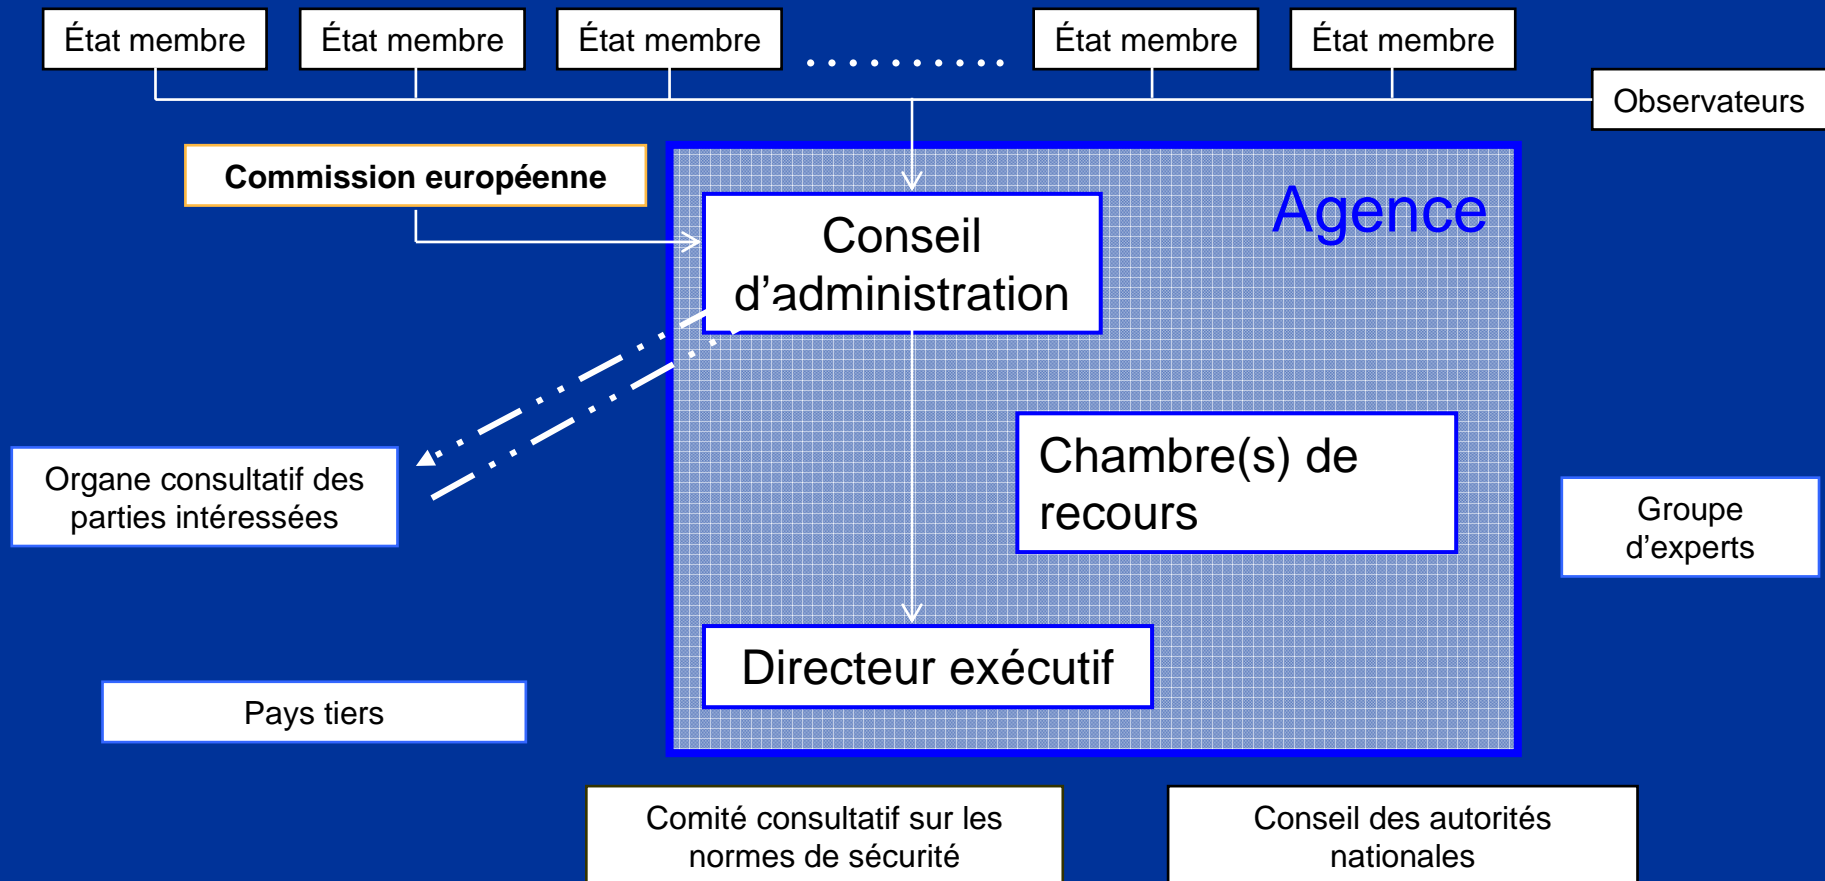 État membre
État membre
État membre
État membre
État membre
Observateurs
Commission européenne
Agence
Conseil
d'administration
Chambre(s) de
recours
Organe consultatif des
parties intéressées
Groupe
d'experts
Directeur exécutif
Pays tiers
Comité consultatif sur les
normes de sécurité
Conseil des autorités
nationales